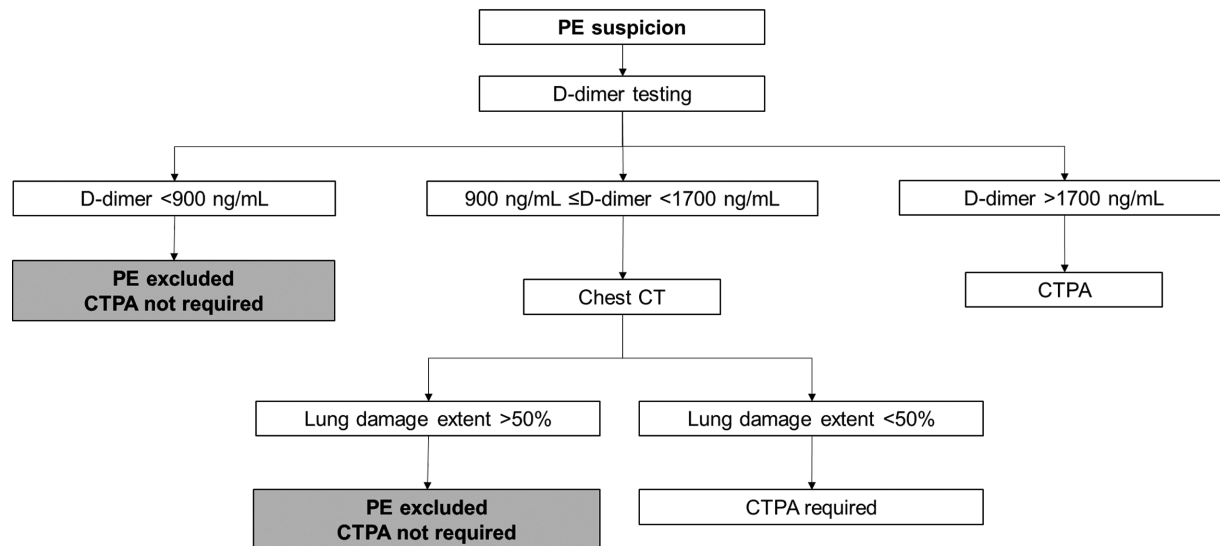 PE suspicion
D-dimer testing
D-dimer <900 ng/mL
900 ng/mL ≤D-dimer <1700 ng/mL
D-dimer >1700 ng/mL
PE excluded
CTPA not required
Chest CT
CTPA
Lung damage extent >50%
Lung damage extent <50%
PE excluded
CTPA not required
CTPA required